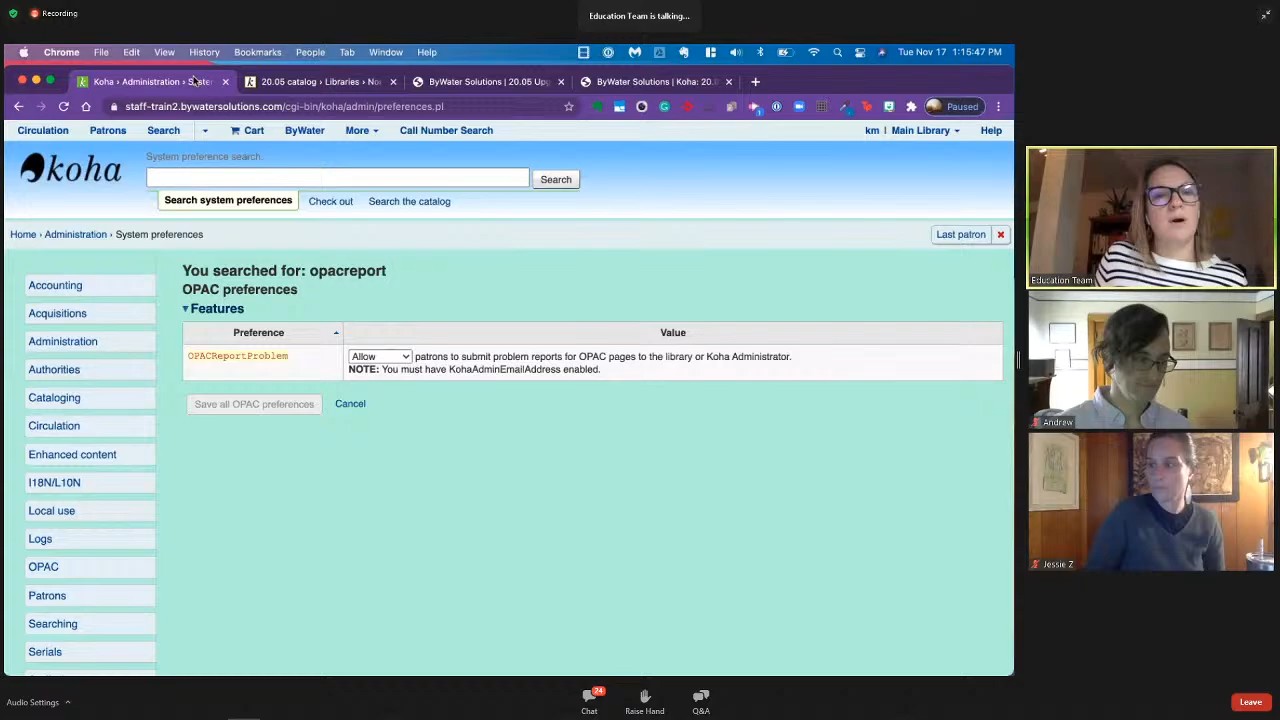 Recording
Education Team is talking...
Chrome File Edit View History Bookmarks People Tab Window Help
Tue Nov 17 1:15:47 PM
Koha › Administration › System
20.05 catalog › Libraries › No
ByWater Solutions | 20.05 Upg
ByWater Solutions | Koha: 20.0
staff-train2.bywatersolutions.com/cgi-bin/koha/admin/preferences.pl
Paused
Circulation Patrons Search Cart ByWater More Call Number Search
km | Main Library Help
koha
System preference search:
Search
Search system preferences Check out Search the catalog
Home › Administration › System preferences
Last patron
Accounting
Acquisitions
Administration
Authorities
Cataloging
Circulation
Enhanced content
I18N/L10N
Local use
Logs
OPAC
Patrons
Searching
Serials
You searched for: opacreport
OPAC preferences
Features
Preference Value
OPACReportProblem Allow patrons to submit problem reports for OPAC pages to the library or Koha Administrator.
NOTE: You must have KohaAdminEmailAddress enabled.
Save all OPAC preferences Cancel
Education Team
Andrew
Jessie Z
Audio Settings
24
Chat
Raise Hand
Q&A
Leave